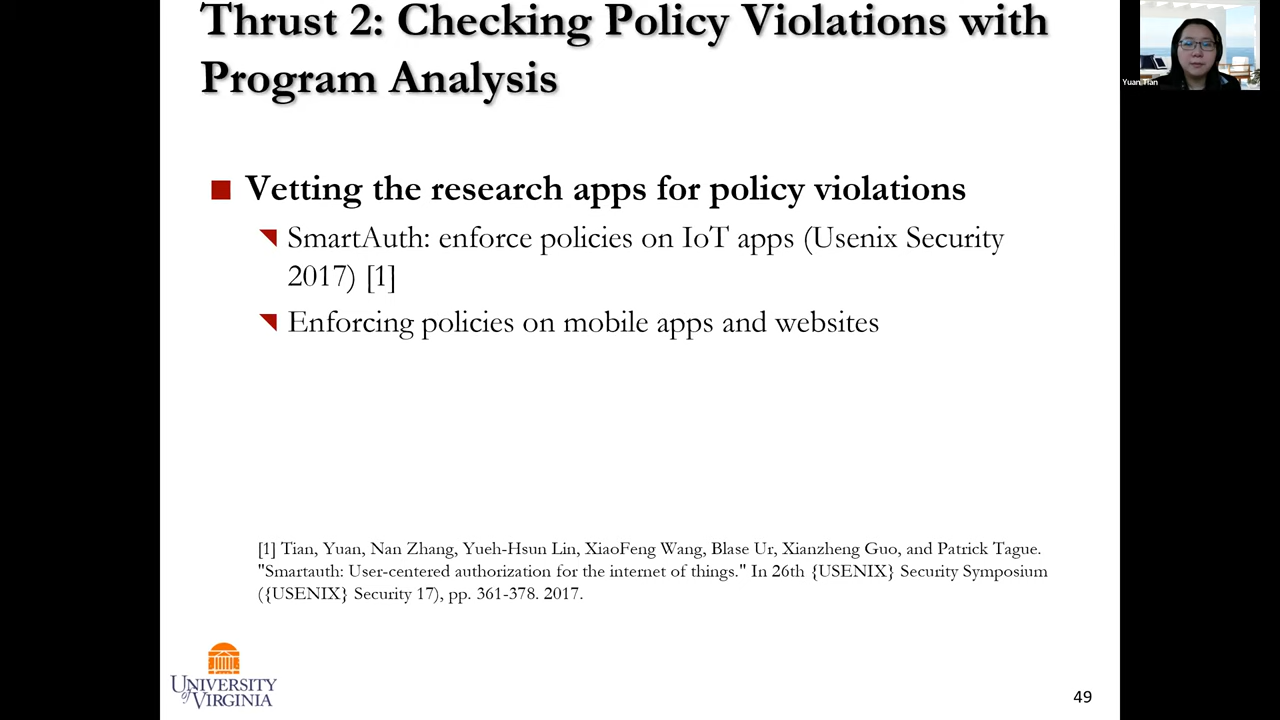 Thrust 2: Checking Policy Violations with
Program Analysis
Yuan Tian
Vetting the research apps for policy violations
SmartAuth: enforce policies on IoT apps (Usenix Security
2017) [1]
Enforcing policies on mobile apps and websites
[1] Tian, Yuan, Nan Zhang, Yueh-Hsun Lin, XiaoFeng Wang, Blase Ur, Xianzheng Guo, and Patrick Tague.
"Smartauth: User-centered authorization for the internet of things." In 26th {USENIX} Security Symposium
({USENIX} Security 17), pp. 361-378. 2017.
UNIVERSITY
of VIRGINIA
49